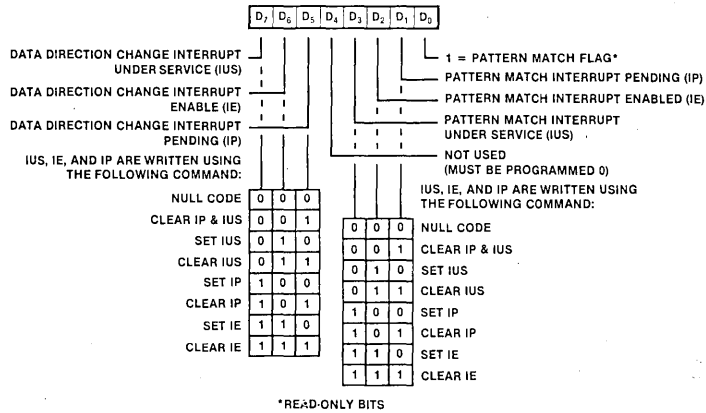 D7 D6 D5 D4 D3 D2 D1 D0
DATA DIRECTION CHANGE INTERRUPT
UNDER SERVICE (IUS)
DATA DIRECTION CHANGE INTERRUPT
ENABLE (IE)
DATA DIRECTION CHANGE INTERRUPT
PENDING (IP)
IUS, IE, AND IP ARE WRITTEN USING
THE FOLLOWING COMMAND:
NULL CODE 0 0 0
CLEAR IP & IUS 0 0 1
SET IUS 0 1 0
CLEAR IUS 0 1 1
SET IP 1 0 0
CLEAR IP 1 0 1
SET IE 1 1 0
CLEAR IE 1 1 1
1 = PATTERN MATCH FLAG*
PATTERN MATCH INTERRUPT PENDING (IP)
PATTERN MATCH INTERRUPT ENABLED (IE)
PATTERN MATCH INTERRUPT
UNDER SERVICE (IUS)
NOT USED
(MUST BE PROGRAMMED 0)
IUS, IE, AND IP ARE WRITTEN USING
THE FOLLOWING COMMAND:
0 0 0 NULL CODE
0 0 1 CLEAR IP & IUS
0 1 0 SET IUS
0 1 1 CLEAR IUS
1 0 0 SET IP
1 0 1 CLEAR IP
1 1 0 SET IE
1 1 1 CLEAR IE
*READ-ONLY BITS